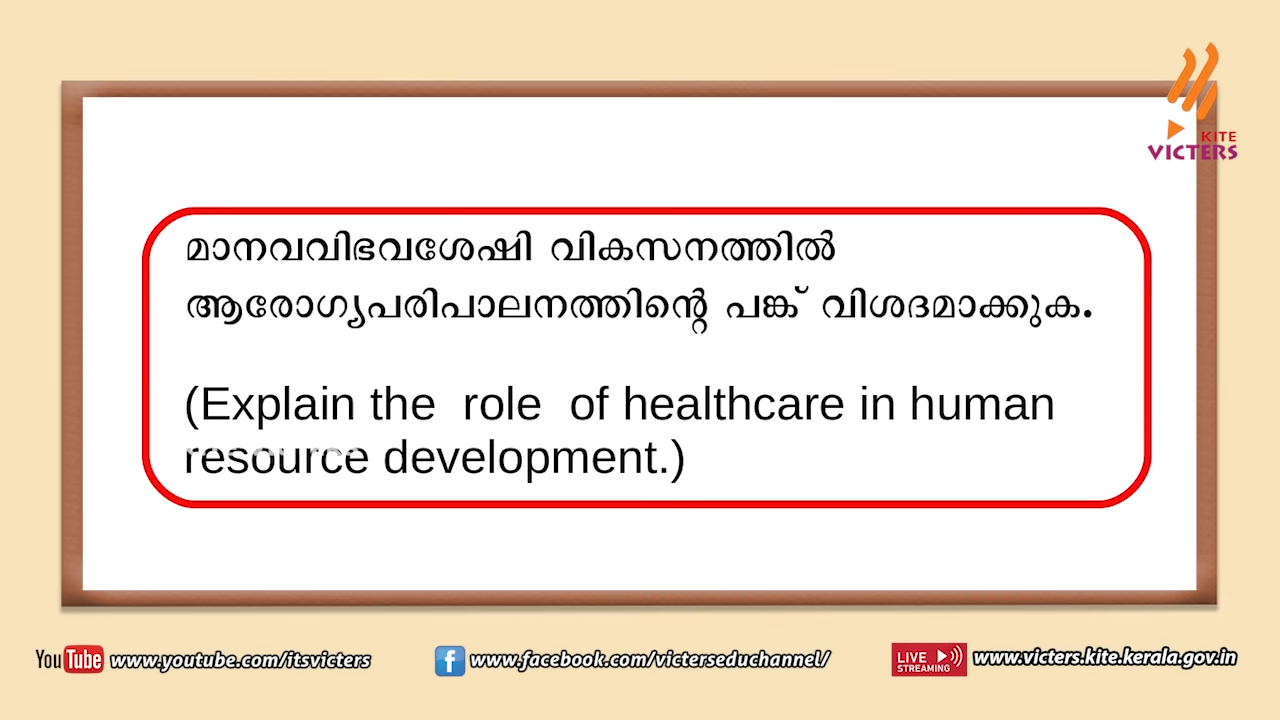 KITE
VICTERS
മാനവവിഭവശേഷി വികസനത്തിൽ
ആരോഗ്യപരിപാലനത്തിന്റെ പങ്ക് വിശദമാക്കുക.
(Explain the role of healthcare in human
resource development.)
YouTube www.youtube.com/itsvicters
f www.facebook.com/victerseduchannel/
LIVE
STREAMING
www.victers.kite.kerala.gov.in